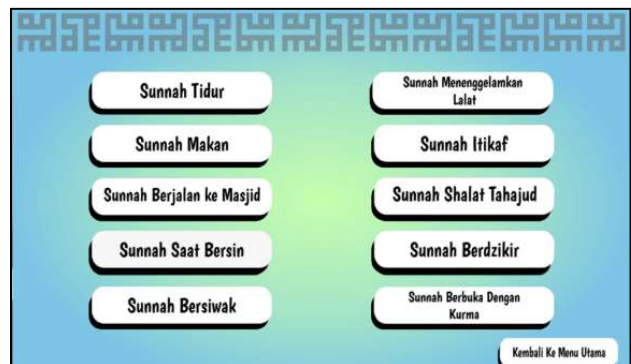 Sunnah Tidur
Sunnah Makan
Sunnah Berjalan ke Masjid
Sunnah Saat Bersin
Sunnah Bersiwak
Sunnah Menenggelamkan
Lalat
Sunnah Itikaf
Sunnah Shalat Tahajud
Sunnah Berdzikir
Sunnah Berbuka Dengan
Kurma
Kembali Ke Menu Utama